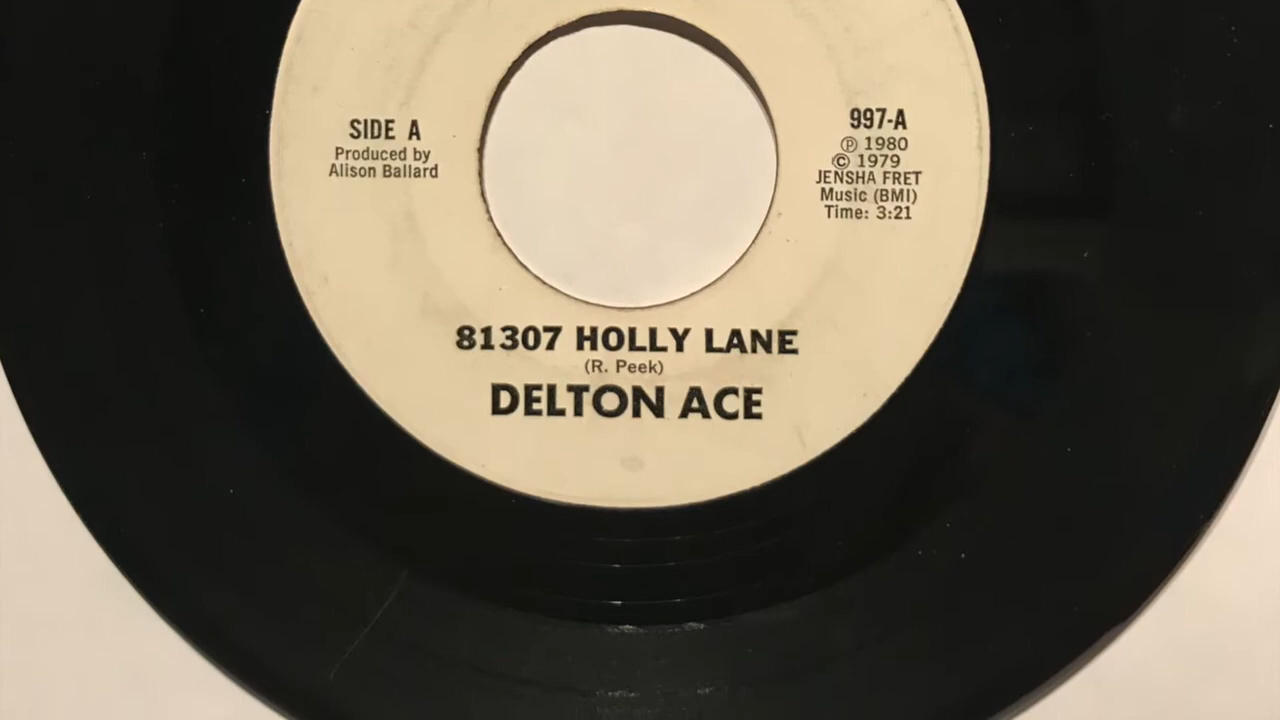 SIDE A
Produced by
Alison Ballard
997-A
Ⓟ 1980
© 1979
JENSHA FRET
Music (BMI)
Time: 3:21
81307 HOLLY LANE
(R. Peek)
DELTON ACE